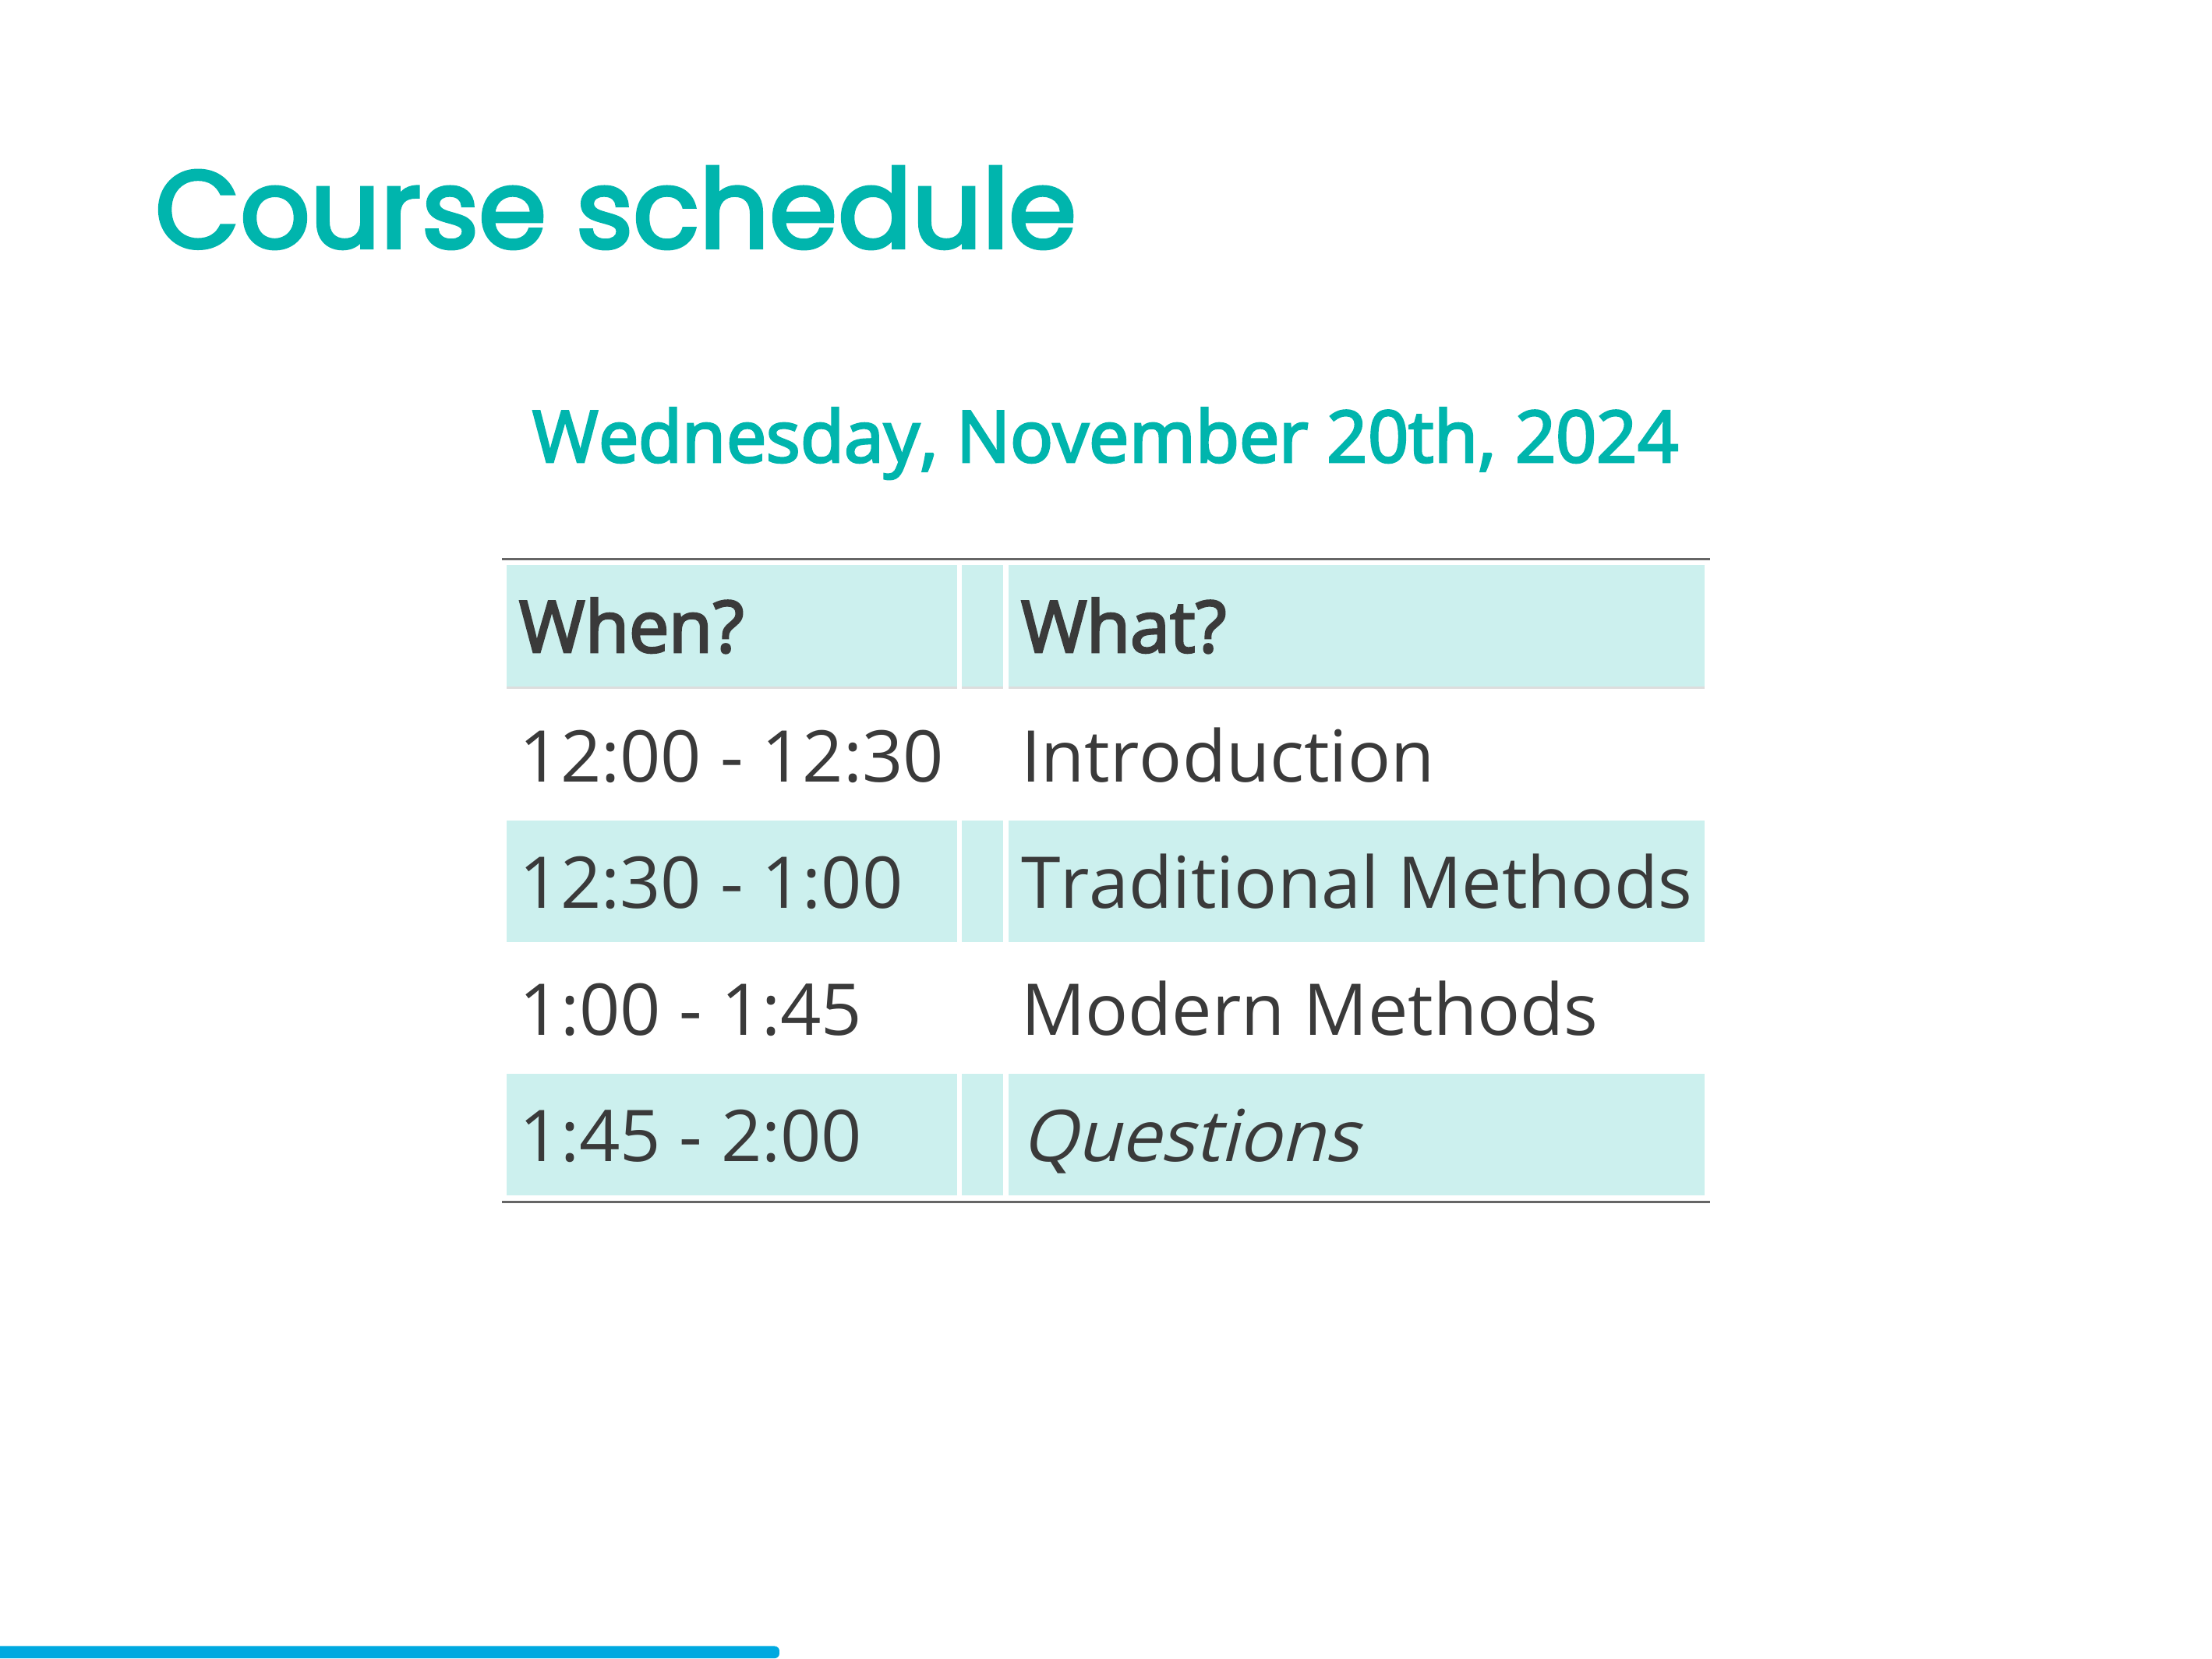 Course schedule
Wednesday, November 20th, 2024
When? What?
12:00 - 12:30 Introduction
12:30 - 1:00 Traditional Methods
1:00 - 1:45 Modern Methods
1:45 - 2:00 Questions